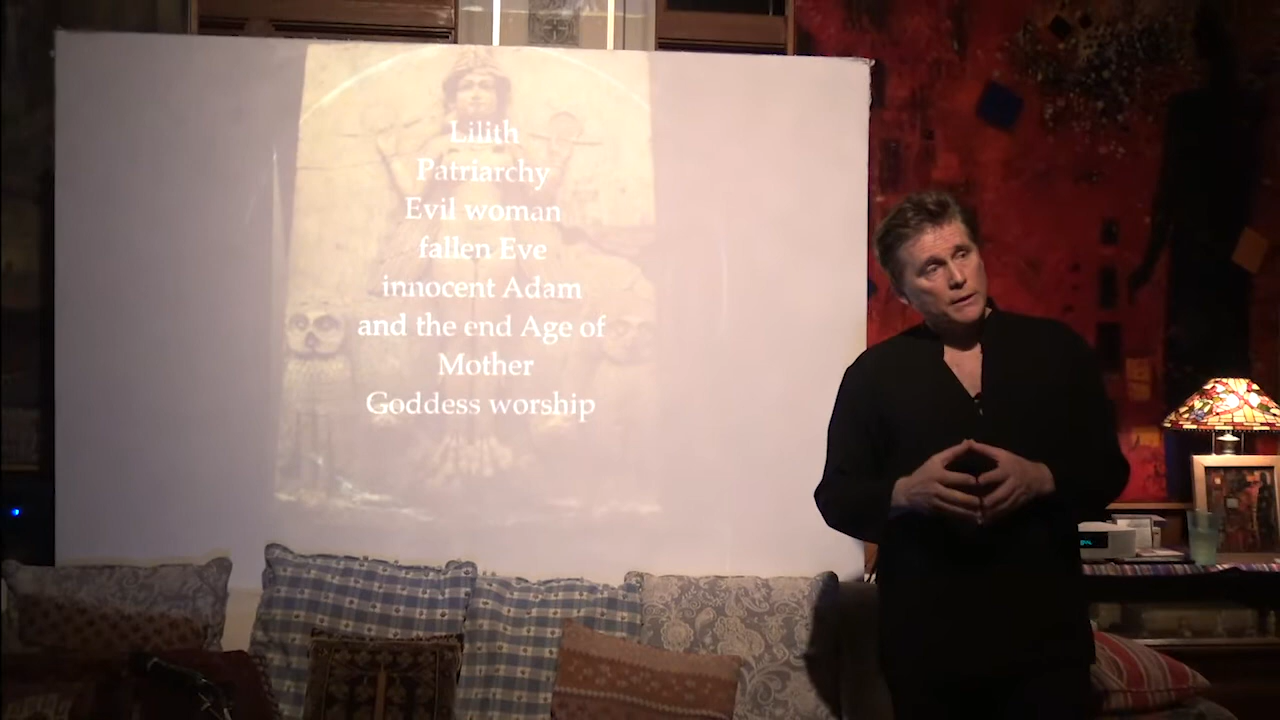 Lilith
Patriarchy
Evil woman
fallen Eve
innocent Adam
and the end Age of
Mother
Goddess worship